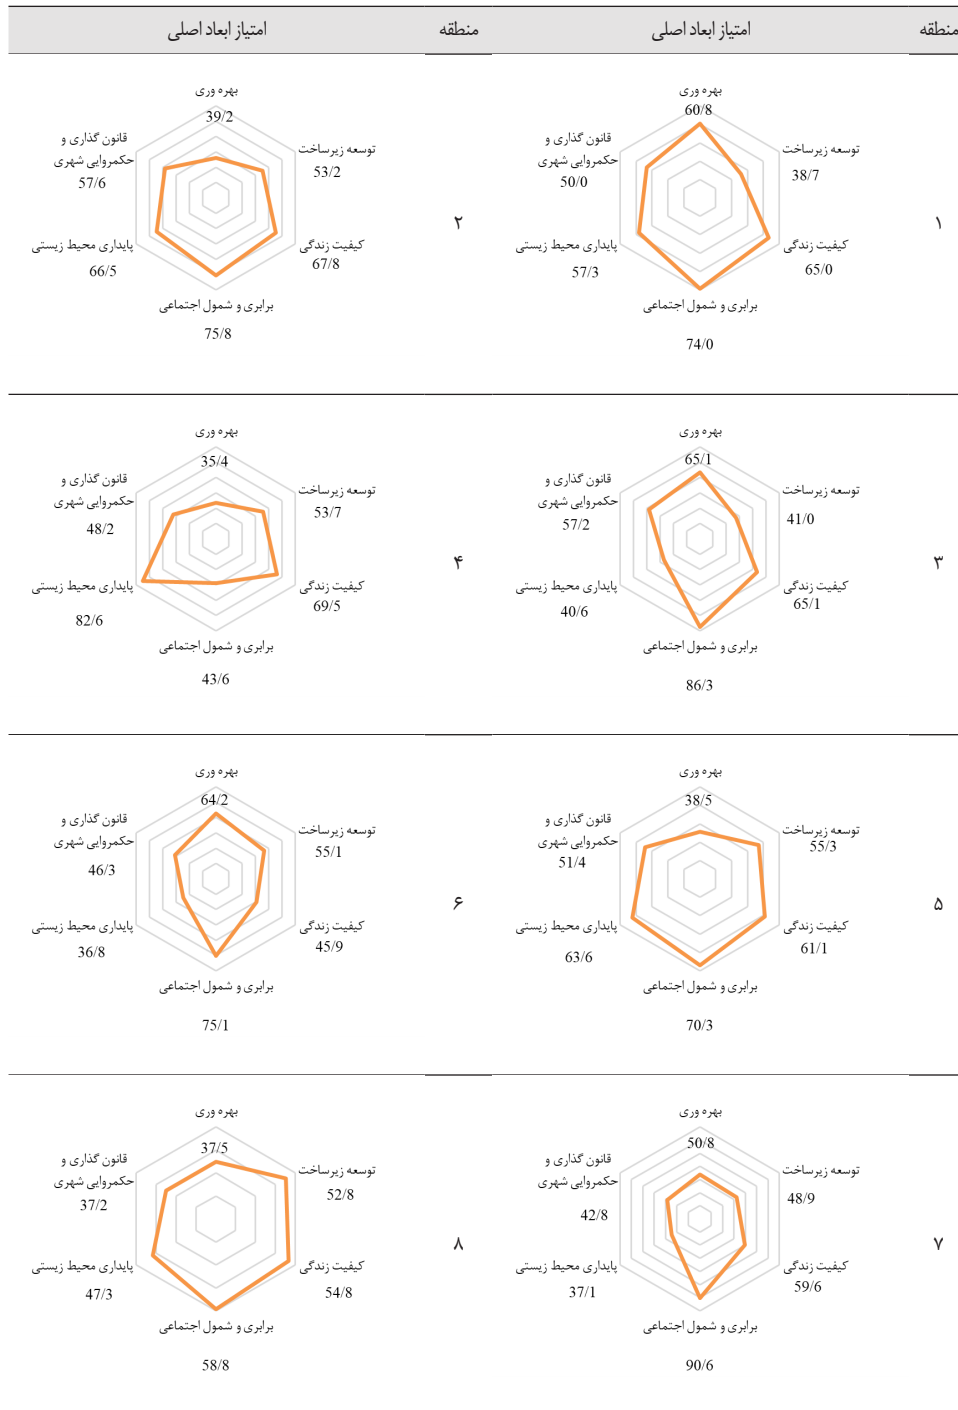 منطقه
امتیاز ابعاد اصلی
منطقه
امتیاز ابعاد اصلی
۱
بهره وری
60/8
توسعه زیرساخت
38/7
کیفیت زندگی
65/0
برابری و شمول اجتماعی
74/0
پایداری محیط زیستی
57/3
قانون گذاری و
حکمروایی شهری
50/0
۲
بهره وری
39/2
توسعه زیرساخت
53/2
کیفیت زندگی
67/8
برابری و شمول اجتماعی
75/8
پایداری محیط زیستی
66/5
قانون گذاری و
حکمروایی شهری
57/6
۳
بهره وری
65/1
توسعه زیرساخت
41/0
کیفیت زندگی
65/1
برابری و شمول اجتماعی
86/3
پایداری محیط زیستی
40/6
قانون گذاری و
حکمروایی شهری
57/2
۴
بهره وری
35/4
توسعه زیرساخت
53/7
کیفیت زندگی
69/5
برابری و شمول اجتماعی
43/6
پایداری محیط زیستی
82/6
قانون گذاری و
حکمروایی شهری
48/2
۵
بهره وری
38/5
توسعه زیرساخت
55/3
کیفیت زندگی
61/1
برابری و شمول اجتماعی
70/3
پایداری محیط زیستی
63/6
قانون گذاری و
حکمروایی شهری
51/4
۶
بهره وری
64/2
توسعه زیرساخت
55/1
کیفیت زندگی
45/9
برابری و شمول اجتماعی
75/1
پایداری محیط زیستی
36/8
قانون گذاری و
حکمروایی شهری
46/3
۷
بهره وری
50/8
توسعه زیرساخت
48/9
کیفیت زندگی
59/6
برابری و شمول اجتماعی
90/6
پایداری محیط زیستی
37/1
قانون گذاری و
حکمروایی شهری
42/8
۸
بهره وری
37/5
توسعه زیرساخت
52/8
کیفیت زندگی
54/8
برابری و شمول اجتماعی
58/8
پایداری محیط زیستی
47/3
قانون گذاری و
حکمروایی شهری
37/2